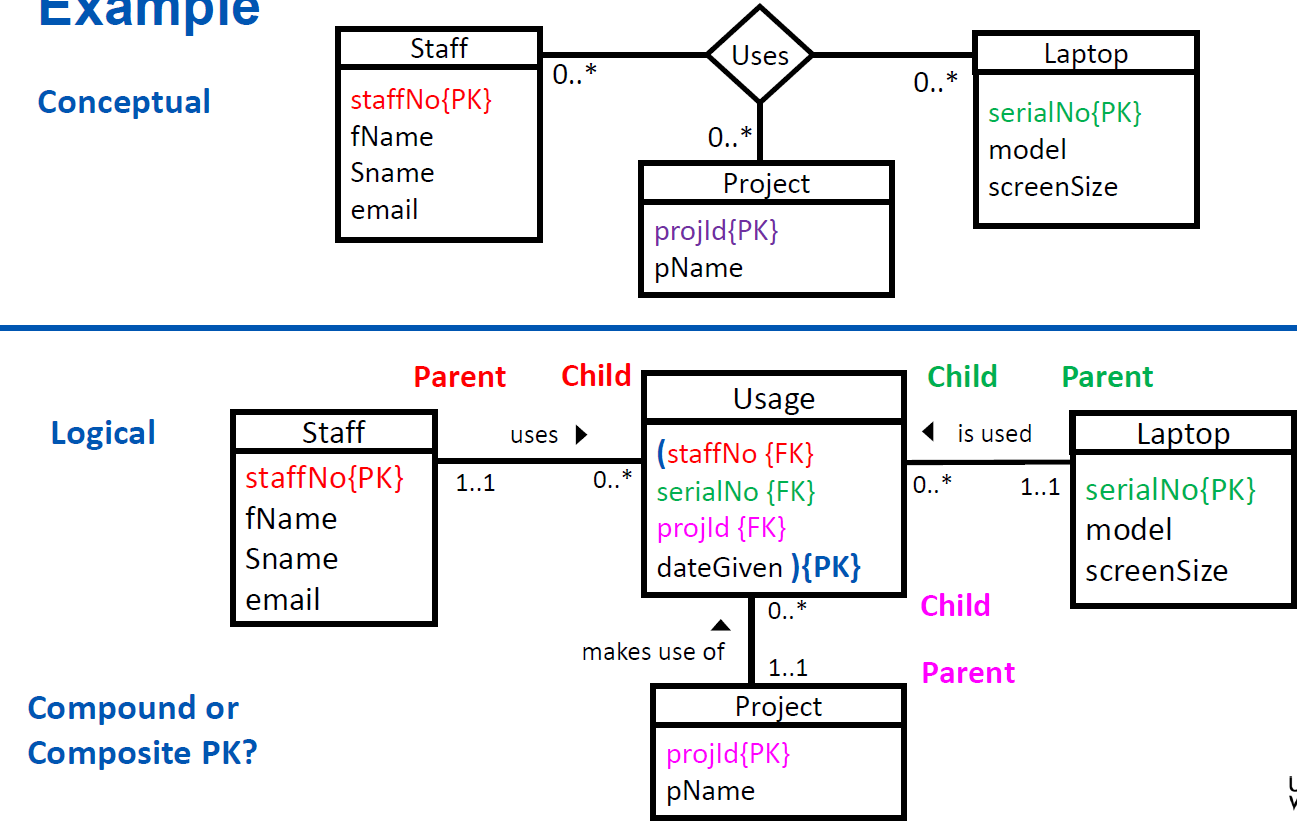 Example
Conceptual
Staff
staffNo{PK}
fName
Sname
email
0..*
Uses
0..*
0..*
Laptop
serialNo{PK}
model
screenSize
Project
projId{PK}
pName
Logical
Parent
Child
Child
Parent
Staff
staffNo{PK}
fName
Sname
email
uses ▶
1..1
0..*
Usage
(staffNo {FK}
serialNo {FK}
projId {FK}
dateGiven ){PK}
◀ is used
0..*
1..1
Laptop
serialNo{PK}
model
screenSize
0..*
Child
▲
makes use of
1..1
Parent
Project
projId{PK}
pName
Compound or
Composite PK?